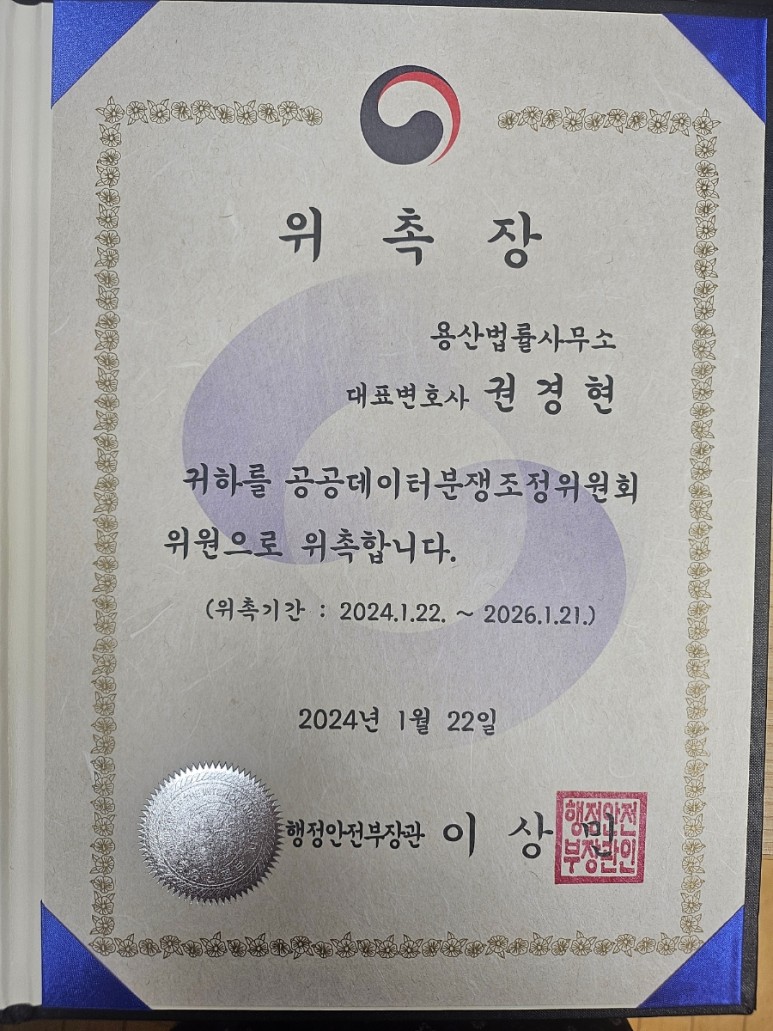 위 촉 장
용산법률사무소
대표변호사 권 경 현
귀하를 공공데이터분쟁조정위원회
위원으로 위촉합니다.
(위촉기간 : 2024.1.22. ~ 2026.1.21.)
2024년 1월 22일
행정안전부장관 이 상 민
행정안전
부장관인